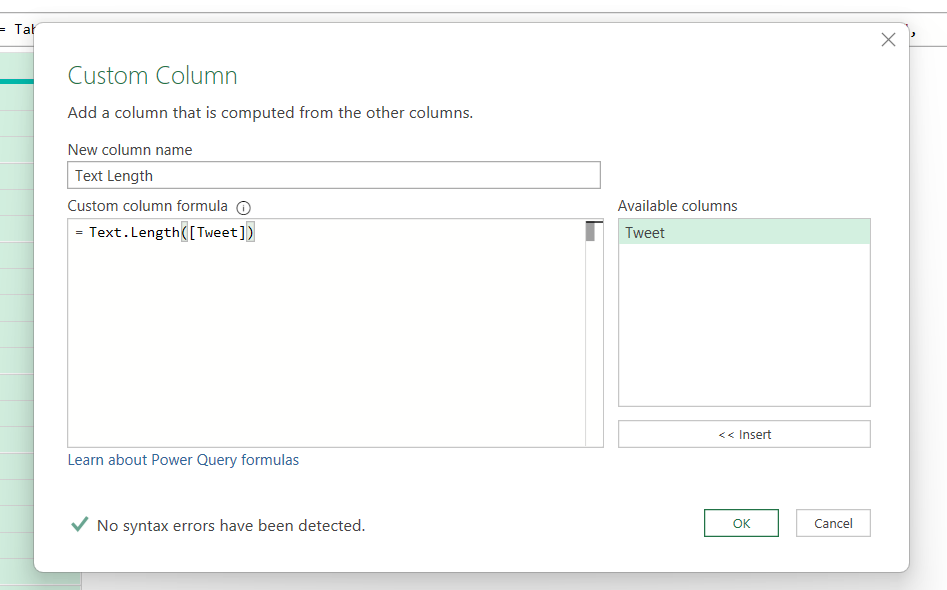 = Tab
,
Custom Column
Add a column that is computed from the other columns.
New column name
Text Length
Custom column formula
Available columns
= Text.Length([Tweet])
Tweet
<< Insert
Learn about Power Query formulas
No syntax errors have been detected.
OK
Cancel